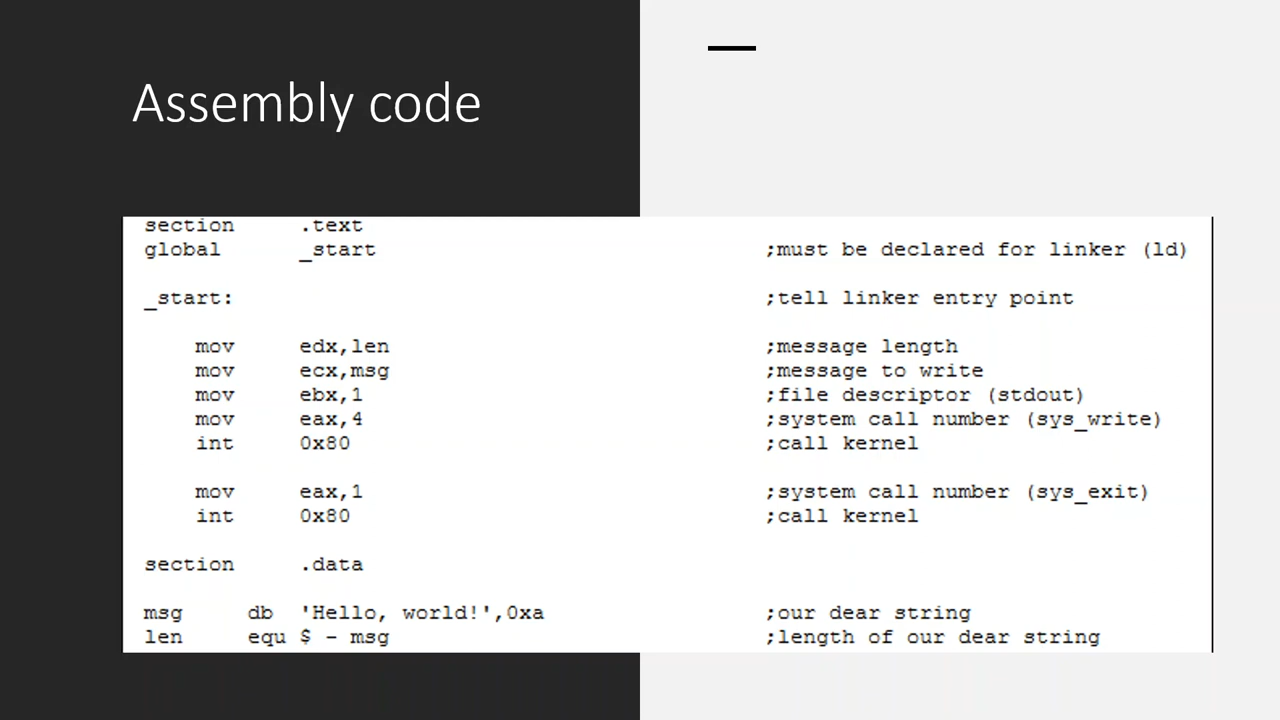 Assembly code
section .text
global _start ;must be declared for linker (ld)
_start: ;tell linker entry point
mov edx,len ;message length
mov ecx,msg ;message to write
mov ebx,1 ;file descriptor (stdout)
mov eax,4 ;system call number (sys_write)
int 0x80 ;call kernel
mov eax,1 ;system call number (sys_exit)
int 0x80 ;call kernel
section .data
msg db 'Hello, world!',0xa ;our dear string
len equ $ - msg ;length of our dear string